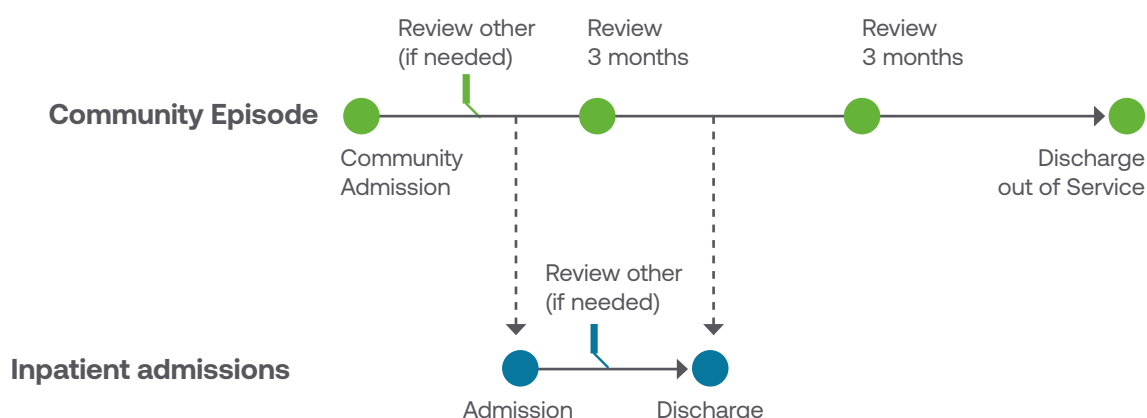 Review other
(if needed)
Review
3 months
Review
3 months
Community Episode
Community
Admission
Discharge
out of Service
Review other
(if needed)
Inpatient admissions
Admission
Discharge